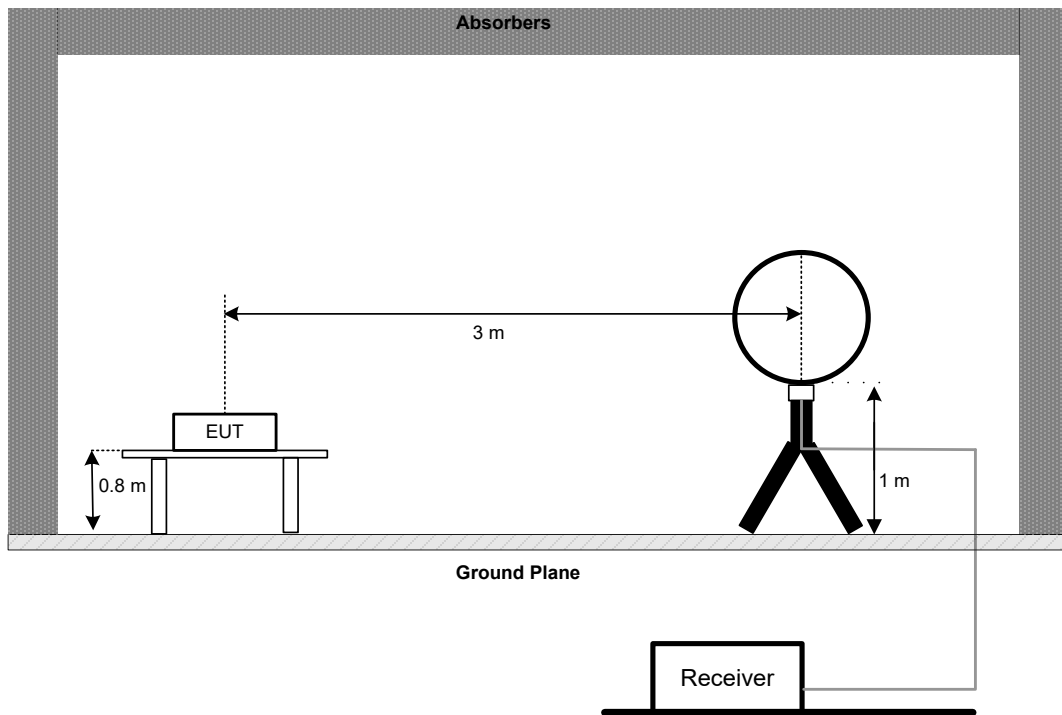 Absorbers
3 m
EUT
0.8 m
1 m
Ground Plane
Receiver